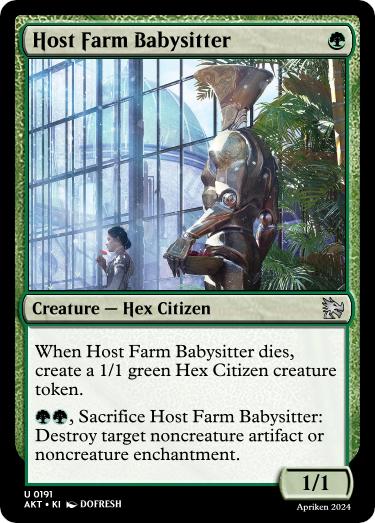 Host Farm Babysitter
Creature — Hex Citizen
When Host Farm Babysitter dies,
create a 1/1 green Hex Citizen creature
token.
, Sacrifice Host Farm Babysitter:
Destroy target noncreature artifact or
noncreature enchantment.
1/1
U 0191
AKT • KI DOFRESH
Apriken 2024